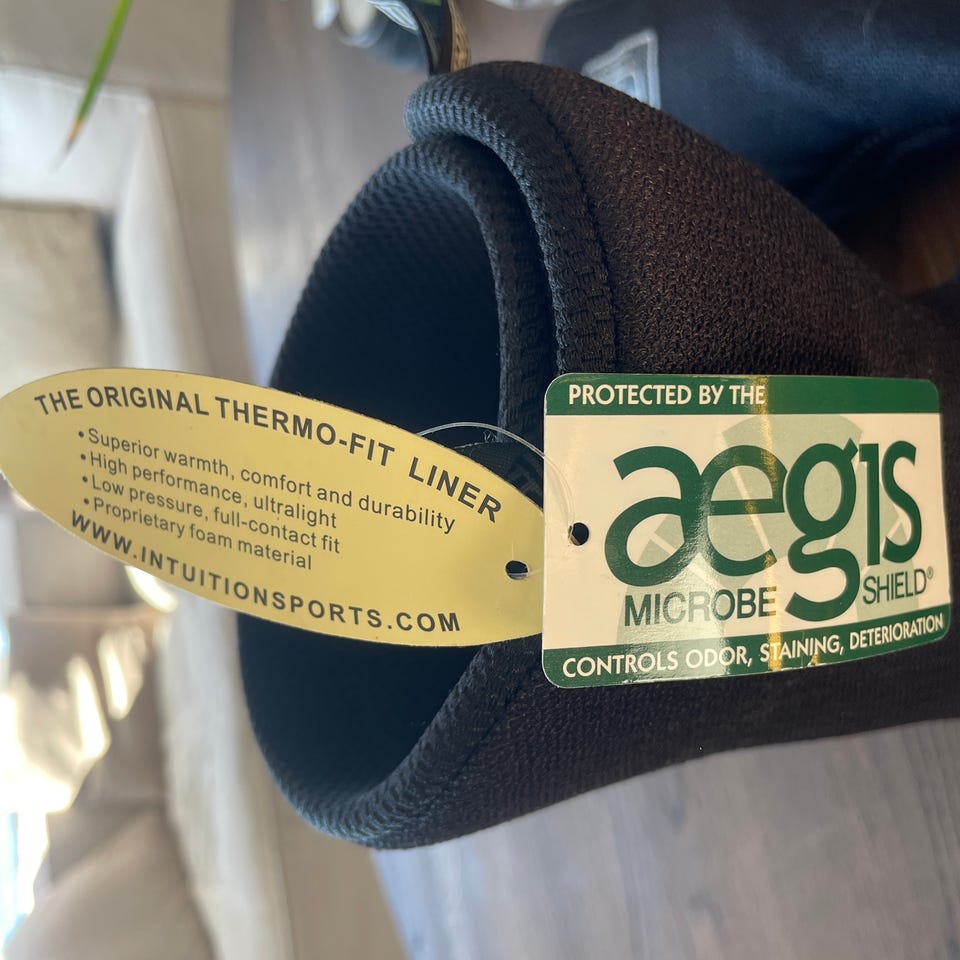 THE ORIGINAL THERMO-FIT LINER
• Superior warmth, comfort and durability
• High performance, ultralight
• Low pressure, full-contact fit
• Proprietary foam material
WWW.INTUITIONSPORTS.COM
PROTECTED BY THE
aegis
MICROBE SHIELD®
CONTROLS ODOR, STAINING, DETERIORATION